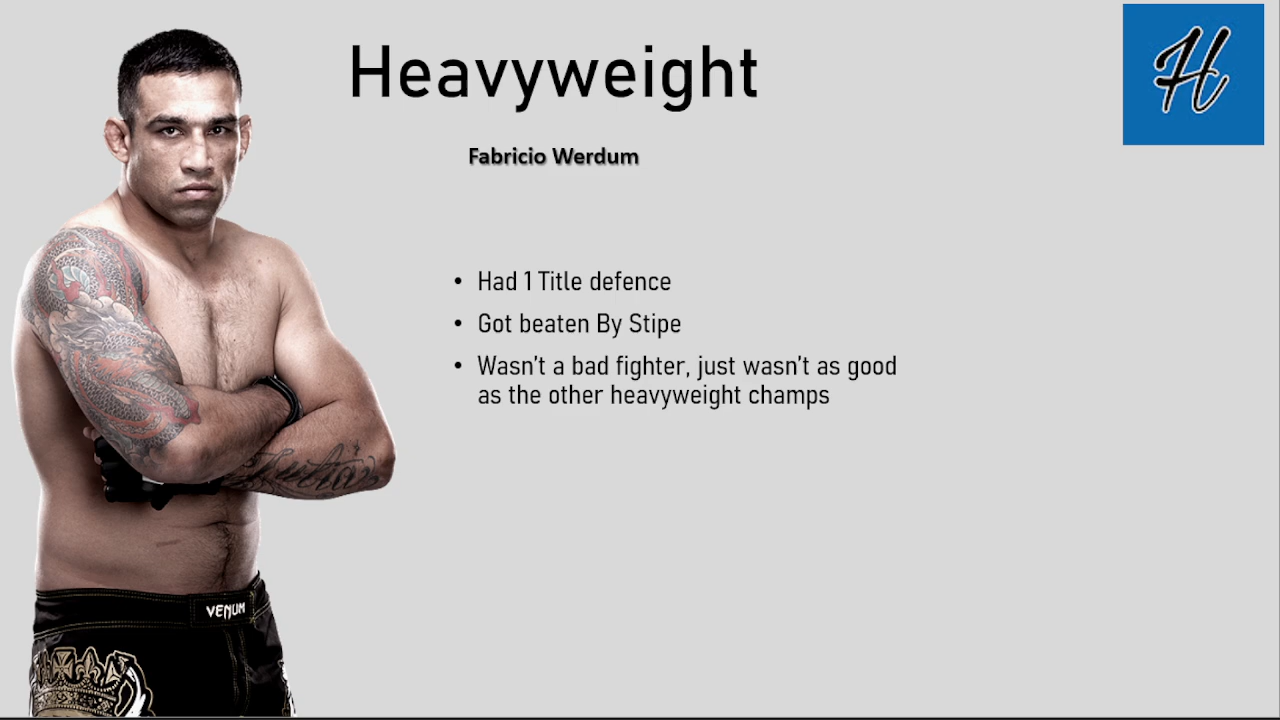 Heavyweight
H
Fabricio Werdum
• Had 1 Title defence
• Got beaten By Stipe
• Wasn't a bad fighter, just wasn't as good
as the other heavyweight champs
VENUM